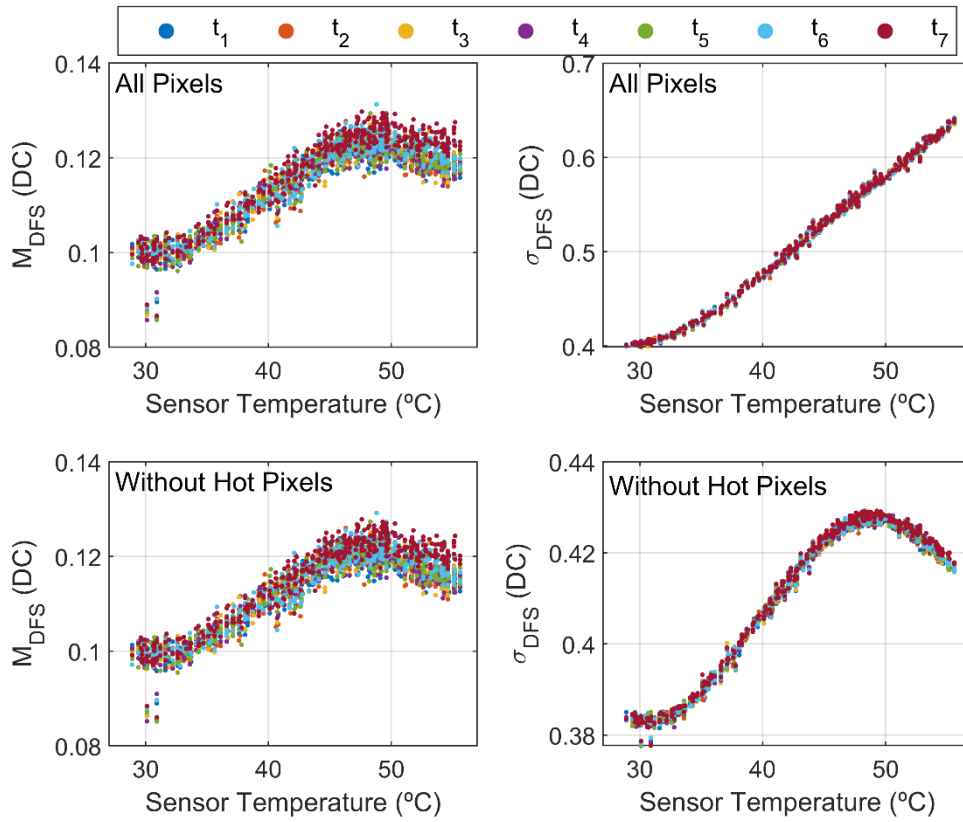 t₁ t₂ t₃ t₄ t₅ t₆ t₇
All Pixels
M_DFS (DC)
0.14
0.12
0.1
0.08
30 40 50
Sensor Temperature (ºC)
All Pixels
σ_DFS (DC)
0.7
0.6
0.5
0.4
30 40 50
Sensor Temperature (ºC)
Without Hot Pixels
M_DFS (DC)
0.14
0.12
0.1
0.08
30 40 50
Sensor Temperature (ºC)
Without Hot Pixels
σ_DFS (DC)
0.44
0.42
0.4
0.38
30 40 50
Sensor Temperature (ºC)